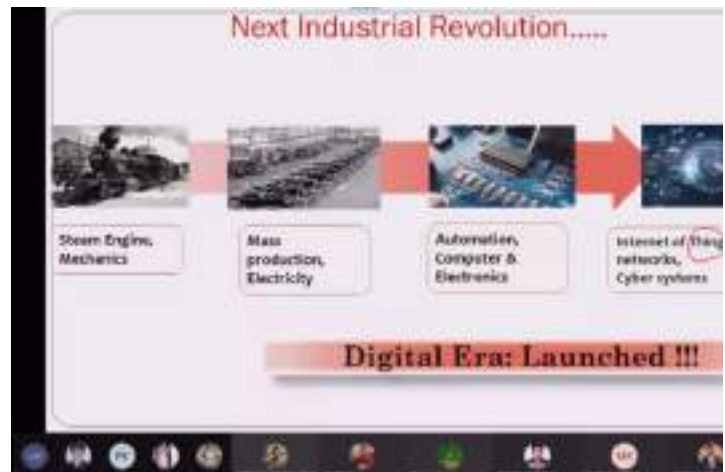 Next Industrial Revolution.....
Steam Engine,
Mechanics
Mass
production,
Electricity
Automation,
Computer &
Electronics
Internet of Thing
networks,
Cyber systems
Digital Era: Launched !!!